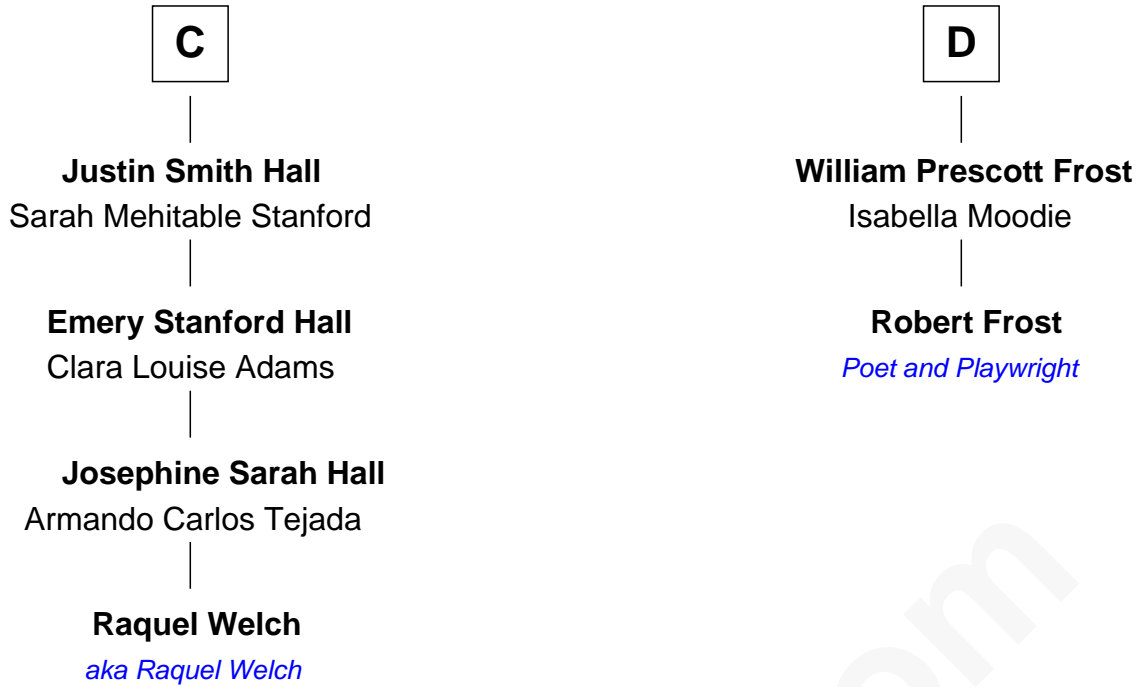 C
Justin Smith Hall
Sarah Mehitable Stanford
Emery Stanford Hall
Clara Louise Adams
Josephine Sarah Hall
Armando Carlos Tejada
Raquel Welch
aka Raquel Welch
D
William Prescott Frost
Isabella Moodie
Robert Frost
Poet and Playwright